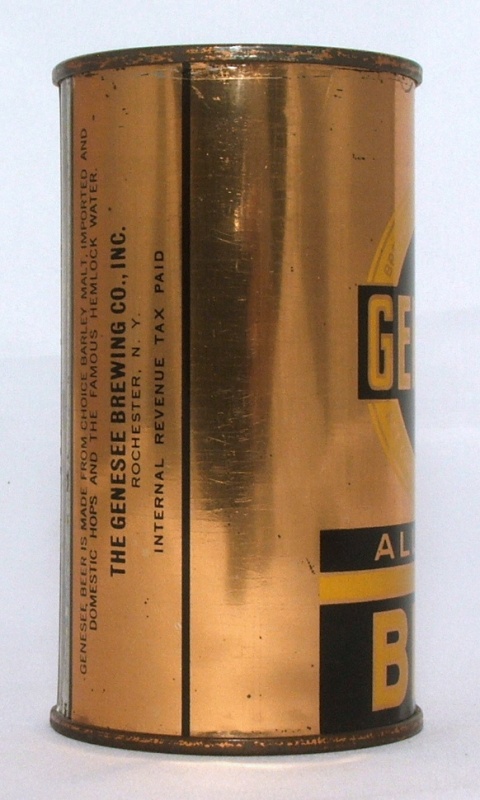 GENESEE BEER IS MADE FROM CHOICE BARLEY MALT, IMPORTED AND
DOMESTIC HOPS AND THE FAMOUS HEMLOCK WATER.
THE GENESEE BREWING CO., INC.
ROCHESTER, N. Y.
INTERNAL REVENUE TAX PAID
GE
AL
B